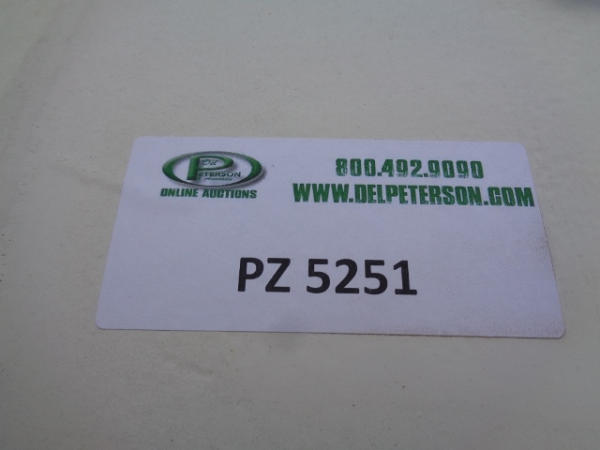 Del
PETERSON
ONLINE AUCTIONS
800.492.9090
WWW.DELPETERSON.COM
PZ 5251